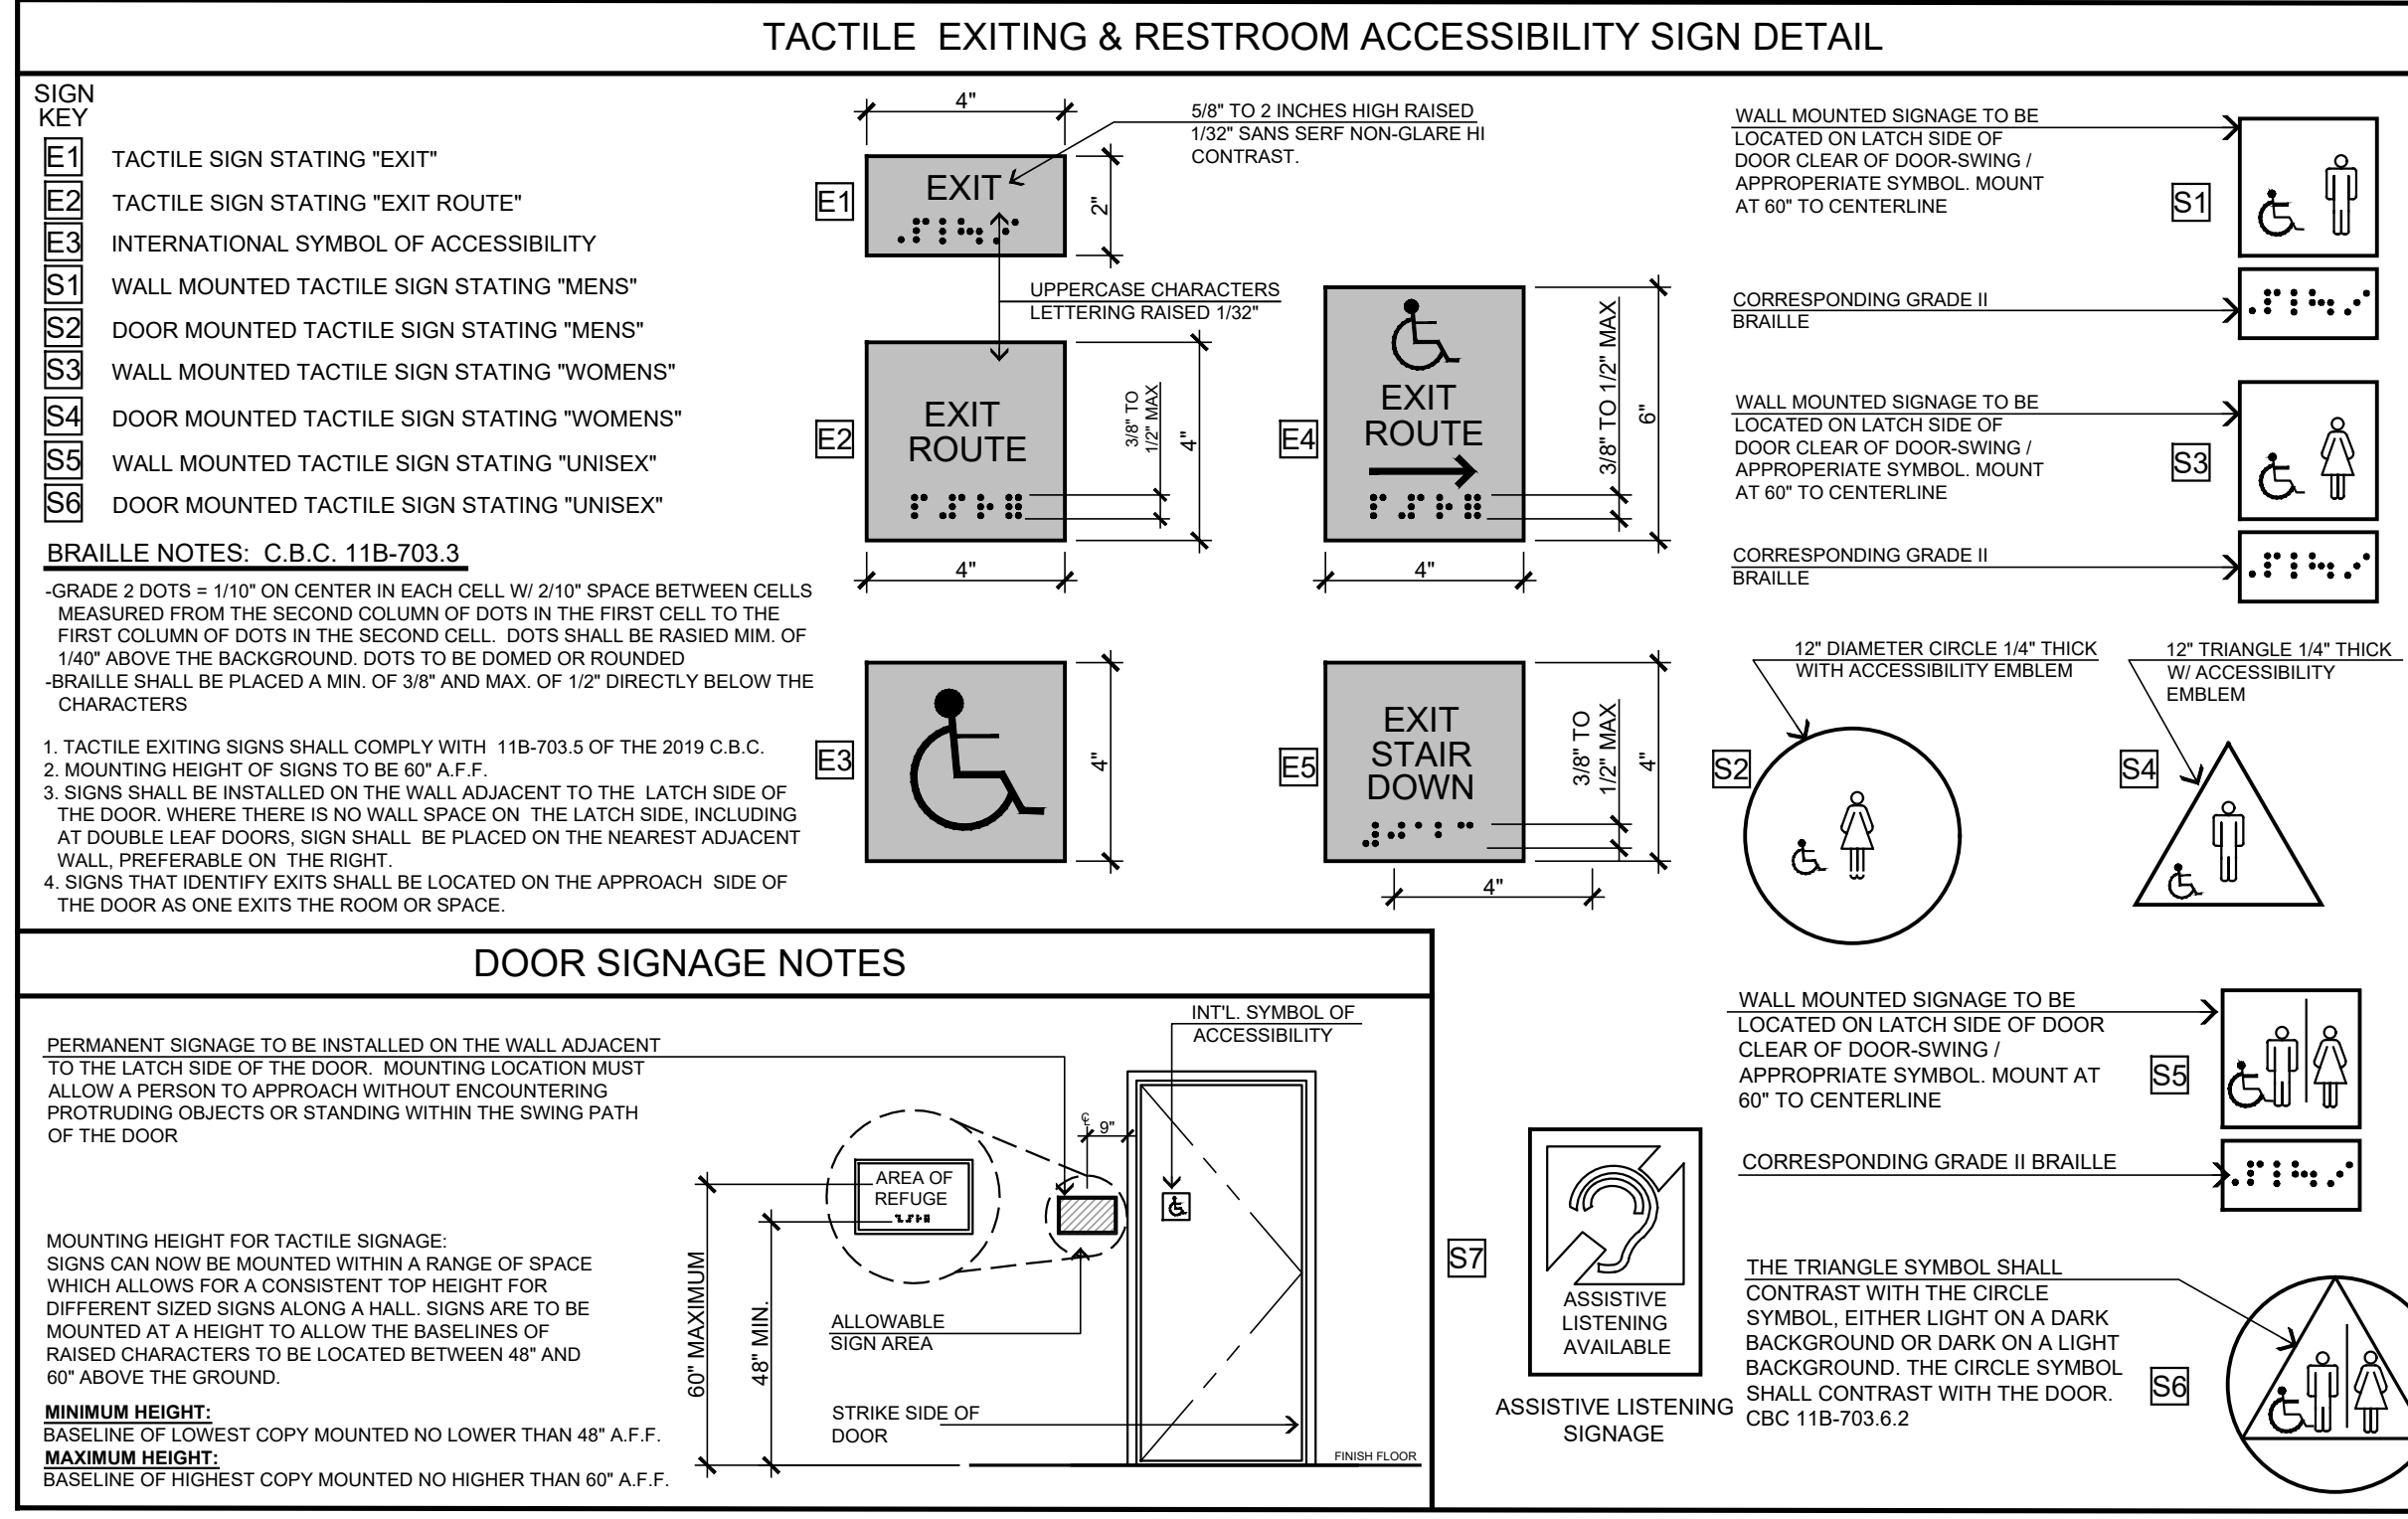 TACTILE  EXITING & RESTROOM ACCESSIBILITY SIGN DETAIL
SIGN
KEY
E1 TACTILE SIGN STATING "EXIT"
E2 TACTILE SIGN STATING "EXIT ROUTE"
E3 INTERNATIONAL SYMBOL OF ACCESSIBILITY
S1 WALL MOUNTED TACTILE SIGN STATING "MENS"
S2 DOOR MOUNTED TACTILE SIGN STATING "MENS"
S3 WALL MOUNTED TACTILE SIGN STATING "WOMENS"
S4 DOOR MOUNTED TACTILE SIGN STATING "WOMENS"
S5 WALL MOUNTED TACTILE SIGN STATING "UNISEX"
S6 DOOR MOUNTED TACTILE SIGN STATING "UNISEX"
BRAILLE NOTES:  C.B.C. 11B-703.3
-GRADE 2 DOTS = 1/10" ON CENTER IN EACH CELL W/ 2/10" SPACE BETWEEN CELLS
MEASURED FROM THE SECOND COLUMN OF DOTS IN THE FIRST CELL TO THE
FIRST COLUMN OF DOTS IN THE SECOND CELL.  DOTS SHALL BE RASIED MIM. OF
1/40" ABOVE THE BACKGROUND. DOTS TO BE DOMED OR ROUNDED
-BRAILLE SHALL BE PLACED A MIN. OF 3/8" AND MAX. OF 1/2" DIRECTLY BELOW THE
CHARACTERS
1. TACTILE EXITING SIGNS SHALL COMPLY WITH  11B-703.5 OF THE 2019 C.B.C.
2. MOUNTING HEIGHT OF SIGNS TO BE 60" A.F.F.
3. SIGNS SHALL BE INSTALLED ON THE WALL ADJACENT TO THE  LATCH SIDE OF
THE DOOR. WHERE THERE IS NO WALL SPACE ON  THE LATCH SIDE, INCLUDING
AT DOUBLE LEAF DOORS, SIGN SHALL  BE PLACED ON THE NEAREST ADJACENT
WALL, PREFERABLE ON  THE RIGHT.
4. SIGNS THAT IDENTIFY EXITS SHALL BE LOCATED ON THE APPROACH  SIDE OF
THE DOOR AS ONE EXITS THE ROOM OR SPACE.
4"
5/8" TO 2 INCHES HIGH RAISED
1/32" SANS SERF NON-GLARE HI
CONTRAST.
E1
EXIT
2"
UPPERCASE CHARACTERS
LETTERING RAISED 1/32"
E2
EXIT
ROUTE
3/8" TO
1/2" MAX
4"
4"
E4
EXIT
ROUTE
3/8" TO 1/2" MAX
6"
4"
E3
4"
E5
EXIT
STAIR
DOWN
3/8" TO
1/2" MAX
4"
4"
WALL MOUNTED SIGNAGE TO BE
LOCATED ON LATCH SIDE OF
DOOR CLEAR OF DOOR-SWING /
APPROPERIATE SYMBOL. MOUNT
AT 60" TO CENTERLINE
S1
CORRESPONDING GRADE II
BRAILLE
WALL MOUNTED SIGNAGE TO BE
LOCATED ON LATCH SIDE OF
DOOR CLEAR OF DOOR-SWING /
APPROPERIATE SYMBOL. MOUNT
AT 60" TO CENTERLINE
S3
CORRESPONDING GRADE II
BRAILLE
12" DIAMETER CIRCLE 1/4" THICK
WITH ACCESSIBILITY EMBLEM
S2
12" TRIANGLE 1/4" THICK
W/ ACCESSIBILITY
EMBLEM
S4
DOOR SIGNAGE NOTES
PERMANENT SIGNAGE TO BE INSTALLED ON THE WALL ADJACENT
TO THE LATCH SIDE OF THE DOOR.  MOUNTING LOCATION MUST
ALLOW A PERSON TO APPROACH WITHOUT ENCOUNTERING
PROTRUDING OBJECTS OR STANDING WITHIN THE SWING PATH
OF THE DOOR
MOUNTING HEIGHT FOR TACTILE SIGNAGE:
SIGNS CAN NOW BE MOUNTED WITHIN A RANGE OF SPACE
WHICH ALLOWS FOR A CONSISTENT TOP HEIGHT FOR
DIFFERENT SIZED SIGNS ALONG A HALL. SIGNS ARE TO BE
MOUNTED AT A HEIGHT TO ALLOW THE BASELINES OF
RAISED CHARACTERS TO BE LOCATED BETWEEN 48" AND
60" ABOVE THE GROUND.
MINIMUM HEIGHT:
BASELINE OF LOWEST COPY MOUNTED NO LOWER THAN 48" A.F.F.
MAXIMUM HEIGHT:
BASELINE OF HIGHEST COPY MOUNTED NO HIGHER THAN 60" A.F.F.
INT'L. SYMBOL OF
ACCESSIBILITY
℄
9"
AREA OF
REFUGE
60" MAXIMUM
48" MIN.
ALLOWABLE
SIGN AREA
STRIKE SIDE OF
DOOR
FINISH FLOOR
S7
ASSISTIVE
LISTENING
AVAILABLE
ASSISTIVE LISTENING
SIGNAGE
WALL MOUNTED SIGNAGE TO BE
LOCATED ON LATCH SIDE OF DOOR
CLEAR OF DOOR-SWING /
APPROPRIATE SYMBOL. MOUNT AT
60" TO CENTERLINE
S5
CORRESPONDING GRADE II BRAILLE
THE TRIANGLE SYMBOL SHALL
CONTRAST WITH THE CIRCLE
SYMBOL, EITHER LIGHT ON A DARK
BACKGROUND OR DARK ON A LIGHT
BACKGROUND. THE CIRCLE SYMBOL
SHALL CONTRAST WITH THE DOOR.
CBC 11B-703.6.2
S6